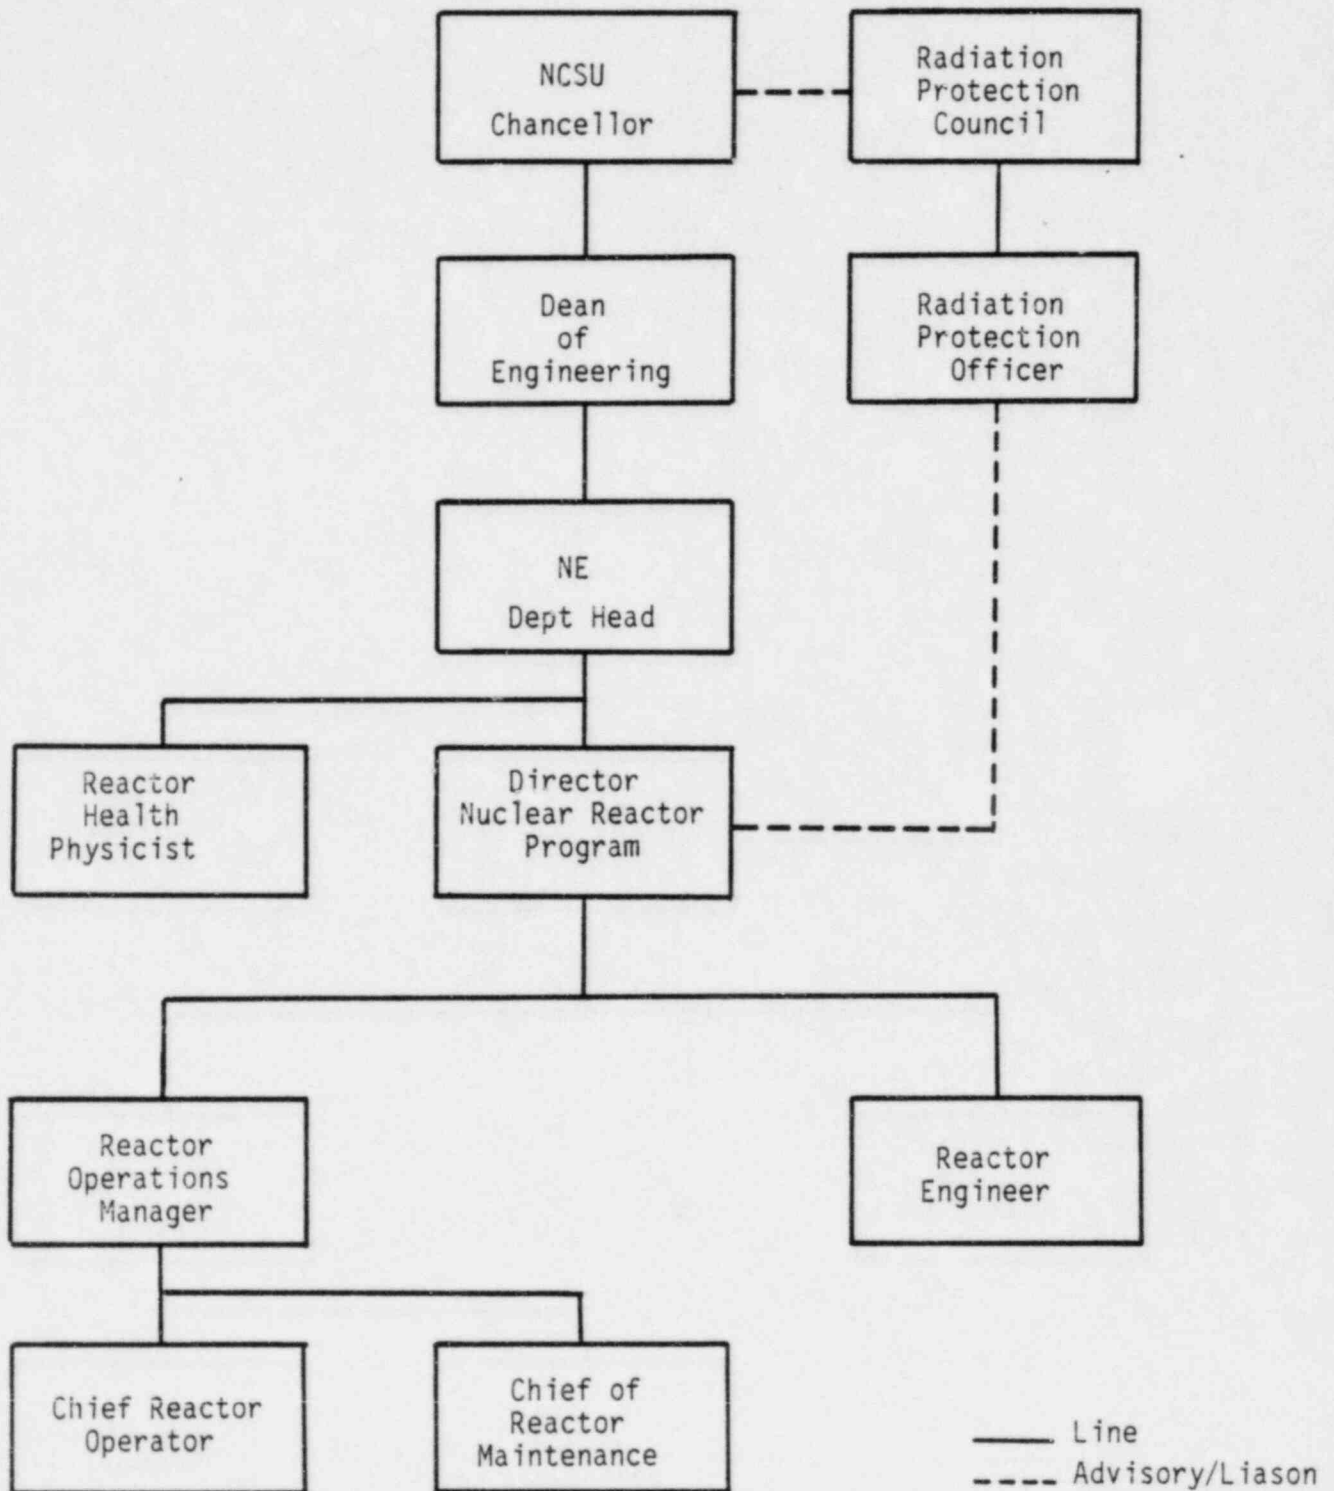 NCSU
Chancellor
Radiation
Protection
Council
Dean
of
Engineering
Radiation
Protection
Officer
NE
Dept Head
Reactor
Health
Physicist
Director
Nuclear Reactor
Program
Reactor
Operations
Manager
Reactor
Engineer
Chief Reactor
Operator
Chief of
Reactor
Maintenance
Line
Advisory/Liason